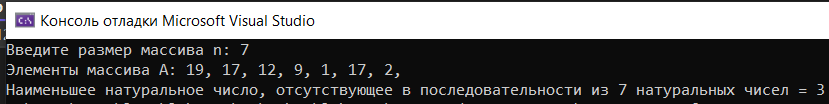 Консоль отладки Microsoft Visual Studio
Введите размер массива n: 7
Элементы массива A: 19, 17, 12, 9, 1, 17, 2,
Наименьшее натуральное число, отсутствующее в последовательности из 7 натуральных чисел = 3